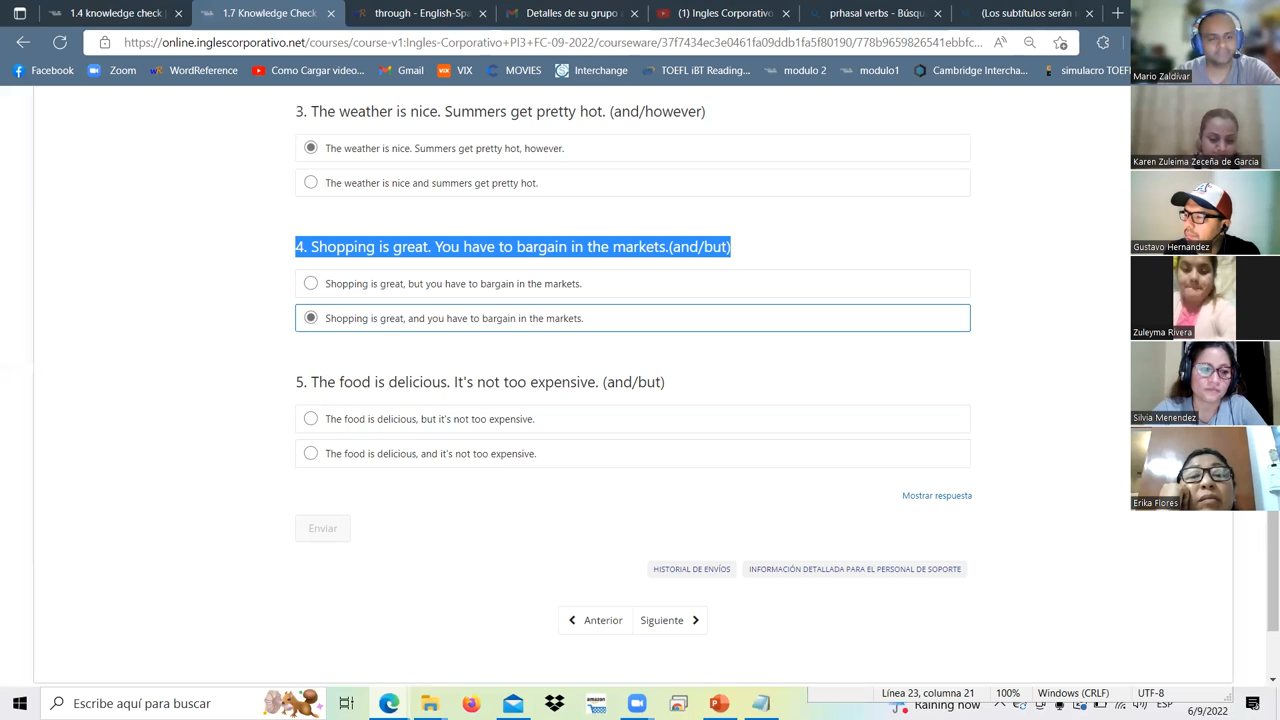 1.4 knowledge check |
1.7 Knowledge Check
through - English-Spa
Detalles de su grupo a
(1) Ingles Corporativo
prhasal verbs - Búsqu
(Los subtítulos serán
https://online.inglescorporativo.net/courses/course-v1:Ingles-Corporativo+PI3+FC-09-2022/courseware/37f7434ec3e0461fa09ddb1fa5f80190/778b9659826541ebbfc...
Facebook
Zoom
WordReference
Como Cargar video...
Gmail
VIX
MOVIES
Interchange
TOEFL iBT Reading...
modulo 2
modulo1
Cambridge Intercha...
simulacro TOEFL
3. The weather is nice. Summers get pretty hot. (and/however)
The weather is nice. Summers get pretty hot, however.
The weather is nice and summers get pretty hot.
4. Shopping is great. You have to bargain in the markets.(and/but)
Shopping is great, but you have to bargain in the markets.
Shopping is great, and you have to bargain in the markets.
5. The food is delicious. It's not too expensive. (and/but)
The food is delicious, but it's not too expensive.
The food is delicious, and it's not too expensive.
Mostrar respuesta
Enviar
HISTORIAL DE ENVÍOS
INFORMACIÓN DETALLADA PARA EL PERSONAL DE SOPORTE
Anterior
Siguiente
Mario Zaldívar
Karen Zuleima Zeceña de Garcia
Gustavo Hernandez
Zuleyma Rivera
Silvia Menendez
Erika Flores
Línea 23, columna 21
100%
Windows (CRLF)
UTF-8
Escribe aquí para buscar
amazon
Raining now
ESP
6/9/2022